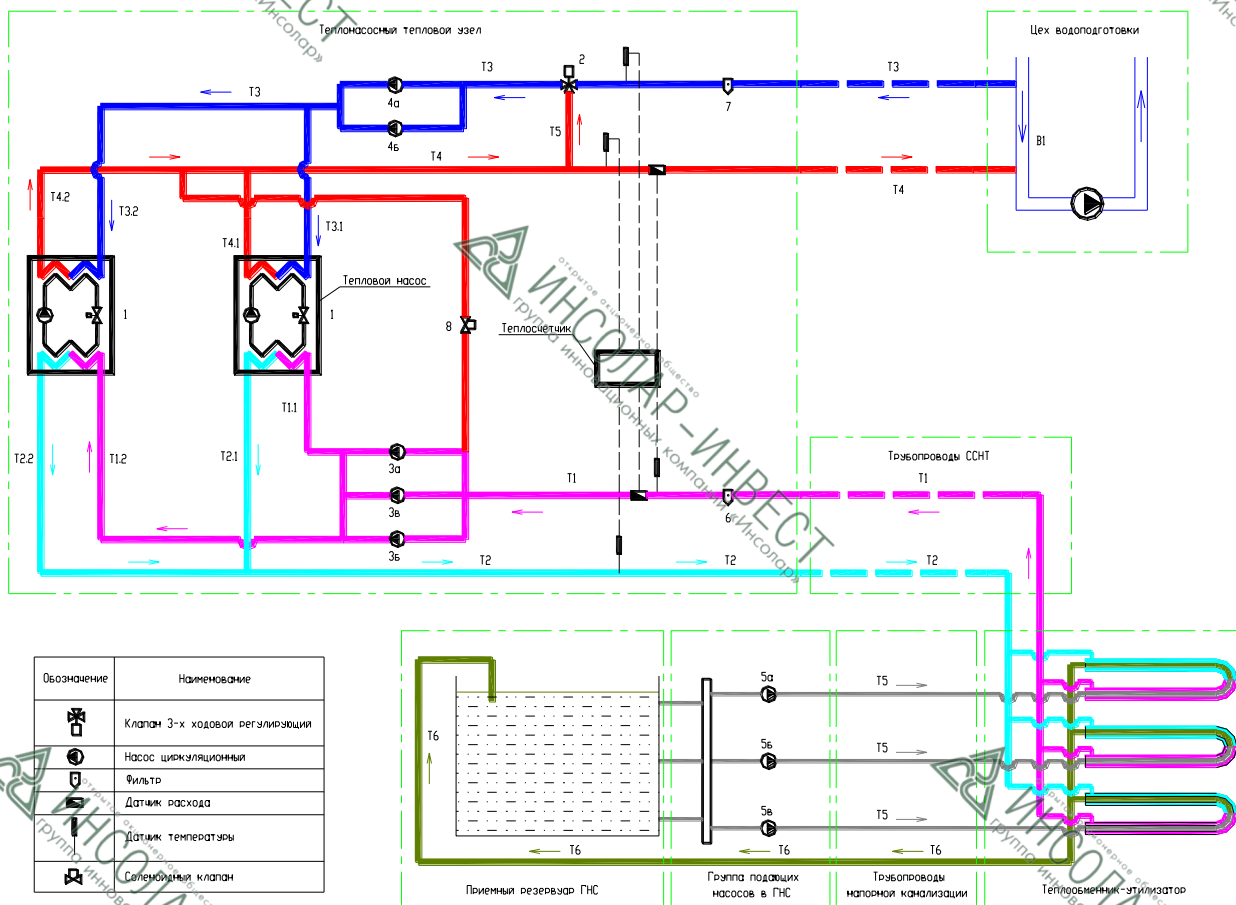 Теплонасосный тепловой узел
Цех водоподготовки
2
Т3
Т3
Т3
4а
4б
7
Т5
В1
Т4
Т4
Т4.2
Т3.2
Т4.1
Т3.1
Тепловой насос
1
1
8
Теплосчетчик
Т1.1
Т2.2
Т1.2
Т2.1
3а
3в
3б
Т1
6
Т2
Т2
Трубопроводы ССНТ
Т1
Т2
Обозначение
Наименование
Клапан 3-х ходовой регулирующий
Насос циркуляционный
Фильтр
Датчик расхода
Датчик температуры
Соленоидный клапан
5а
5б
5в
Т5
Т5
Т5
Т6
Т6
Т6
Т6
Приемный резервуар ГНС
Группа подающих
насосов в ГНС
Трубопроводы
напорной канализации
Теплообменник-утилизатор
открытое акционерное общество
ИНСОЛАР-ИНВЕСТ
группа инновационных компаний «Инсолар»